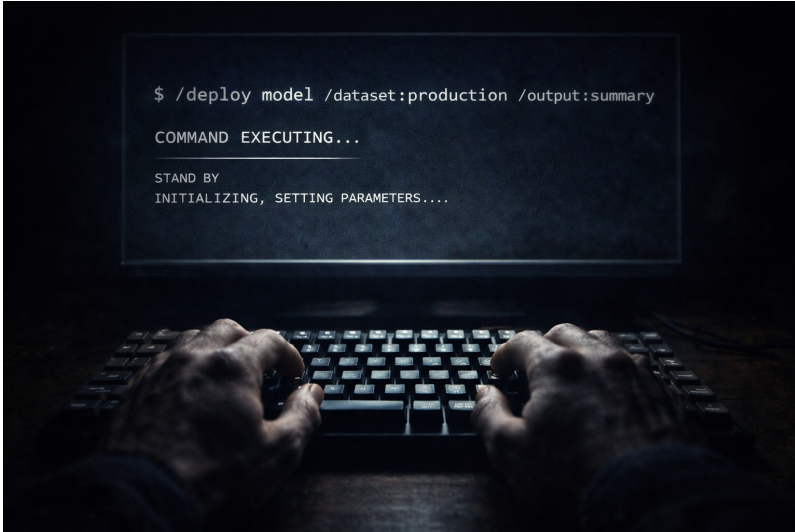 $ /deploy model /dataset:production /output:summary
COMMAND EXECUTING...
STAND BY
INITIALIZING, SETTING PARAMETERS....